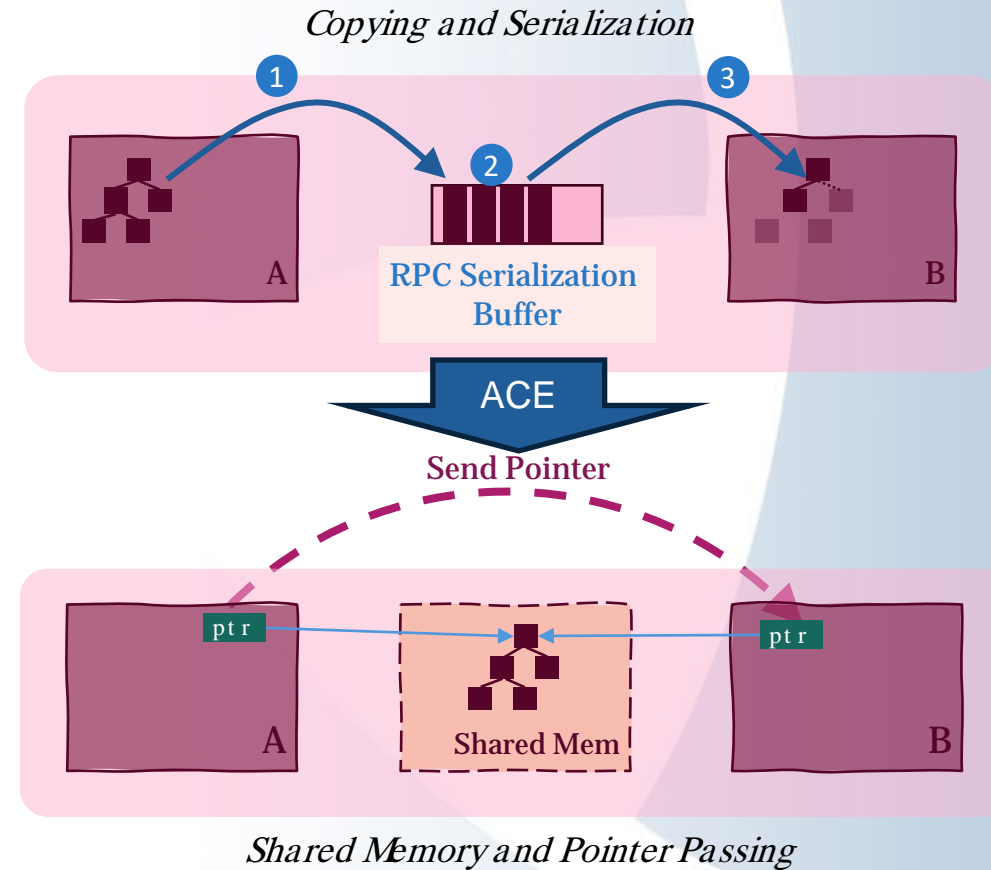 Copying and Serialization
1
3
2
A
RPC Serialization
Buffer
B
ACE
Send Pointer
ptr
ptr
A
Shared Mem
B
Shared Memory and Pointer Passing